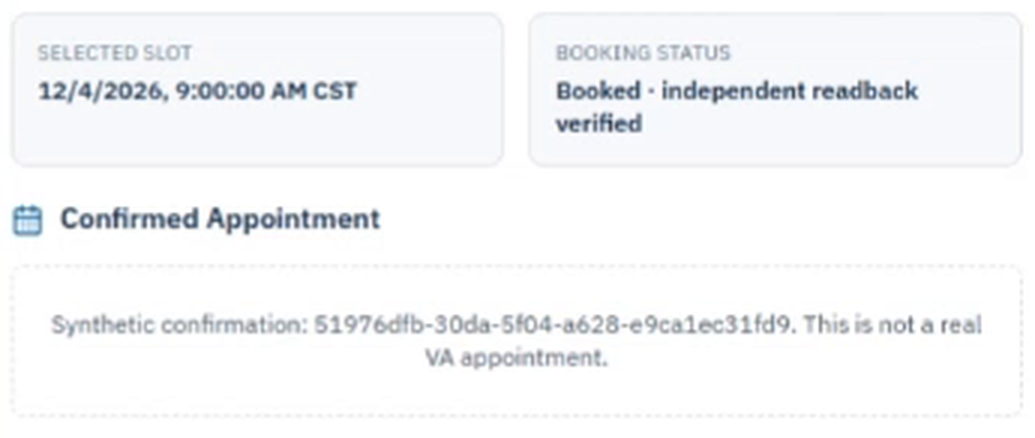 SELECTED SLOT
12/4/2026, 9:00:00 AM CST
BOOKING STATUS
Booked · independent readback
verified
Confirmed Appointment
Synthetic confirmation: 51976dfb-30da-5f04-a628-e9ca1ec31fd9. This is not a real
VA appointment.